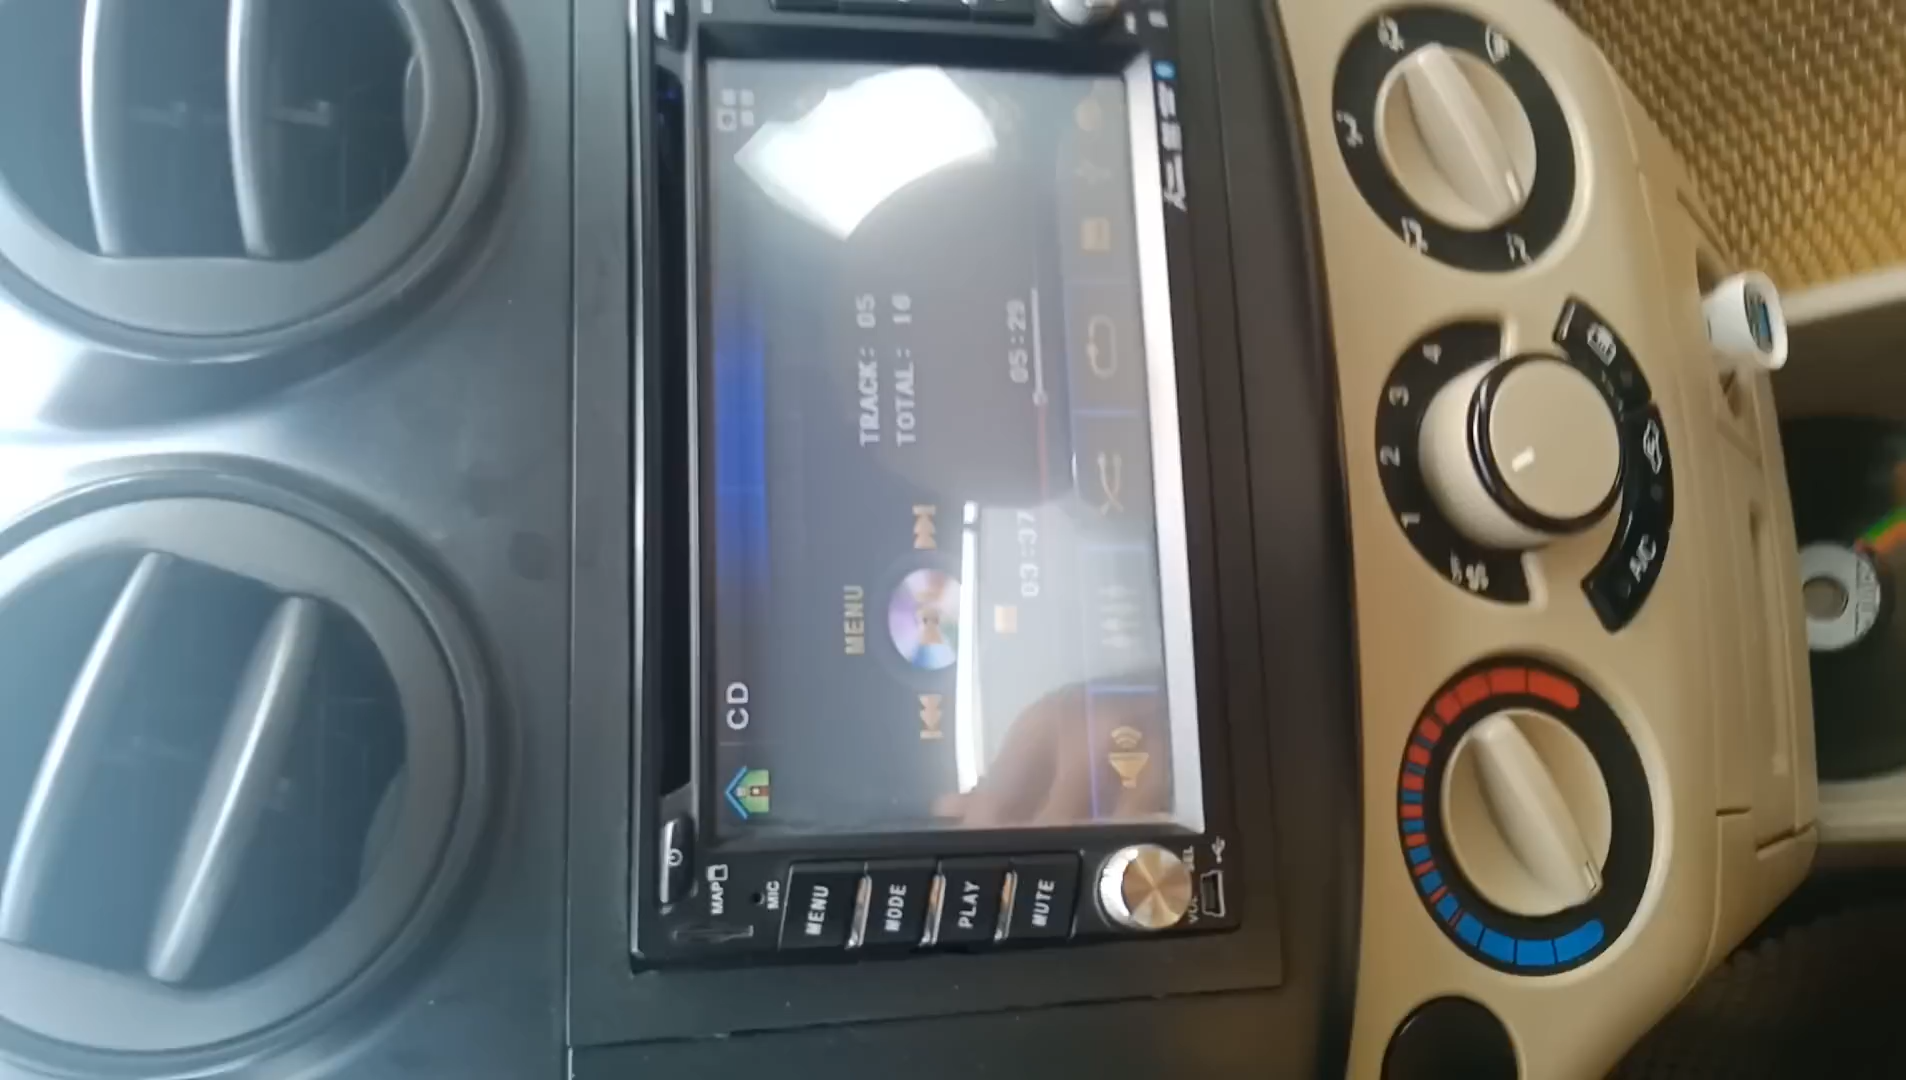 CD
MENU
TRACK: 05
TOTAL: 16
03:37
05:29
MAP
MIC
MENU
MODE
PLAY
MUTE
4
3
2
1
A/C